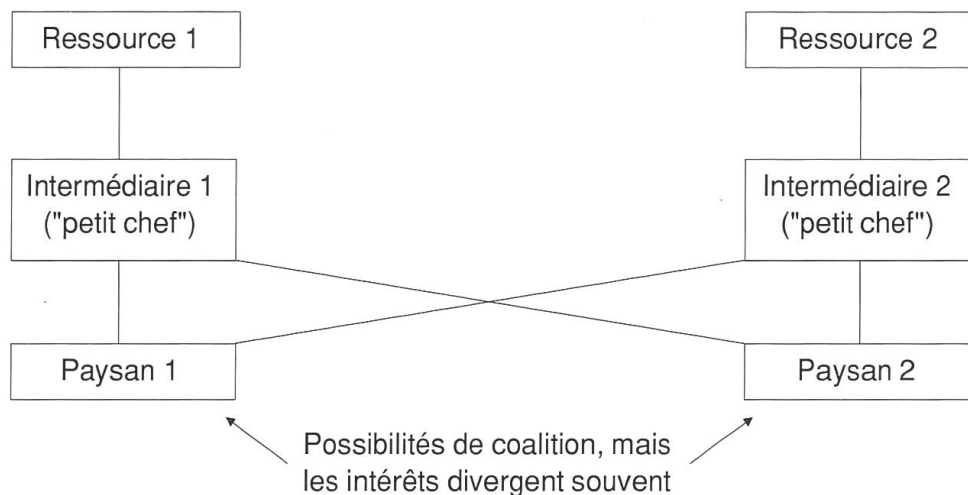 Ressource 1
Ressource 2
Intermédiaire 1
("petit chef")
Intermédiaire 2
("petit chef")
Paysan 1
Paysan 2
Possibilités de coalition, mais
les intérêts divergent souvent